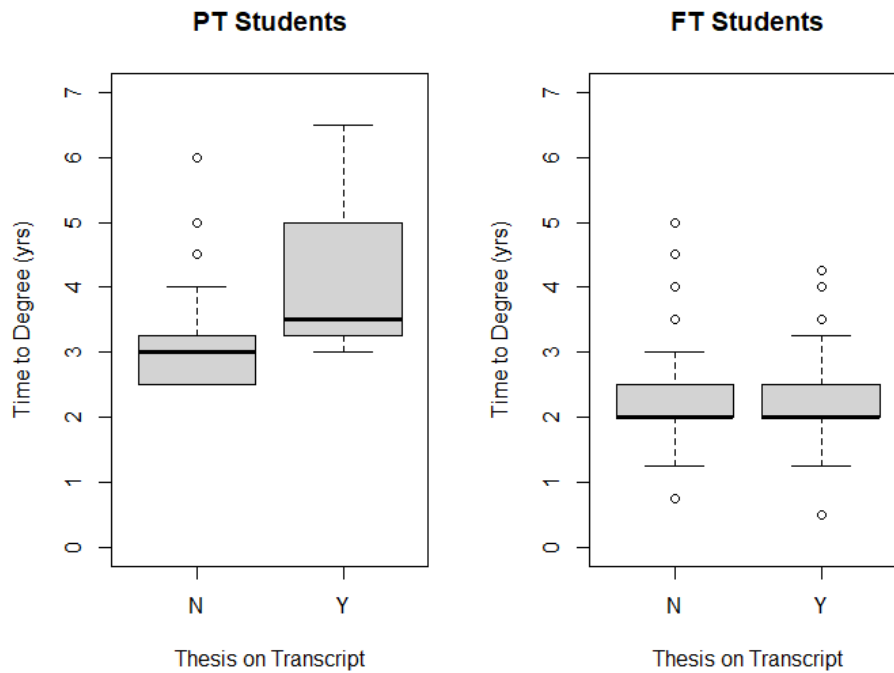 PT Students
Time to Degree (yrs)
7
6
5
4
3
2
1
0
N Y
Thesis on Transcript
FT Students
Time to Degree (yrs)
7
6
5
4
3
2
1
0
N Y
Thesis on Transcript